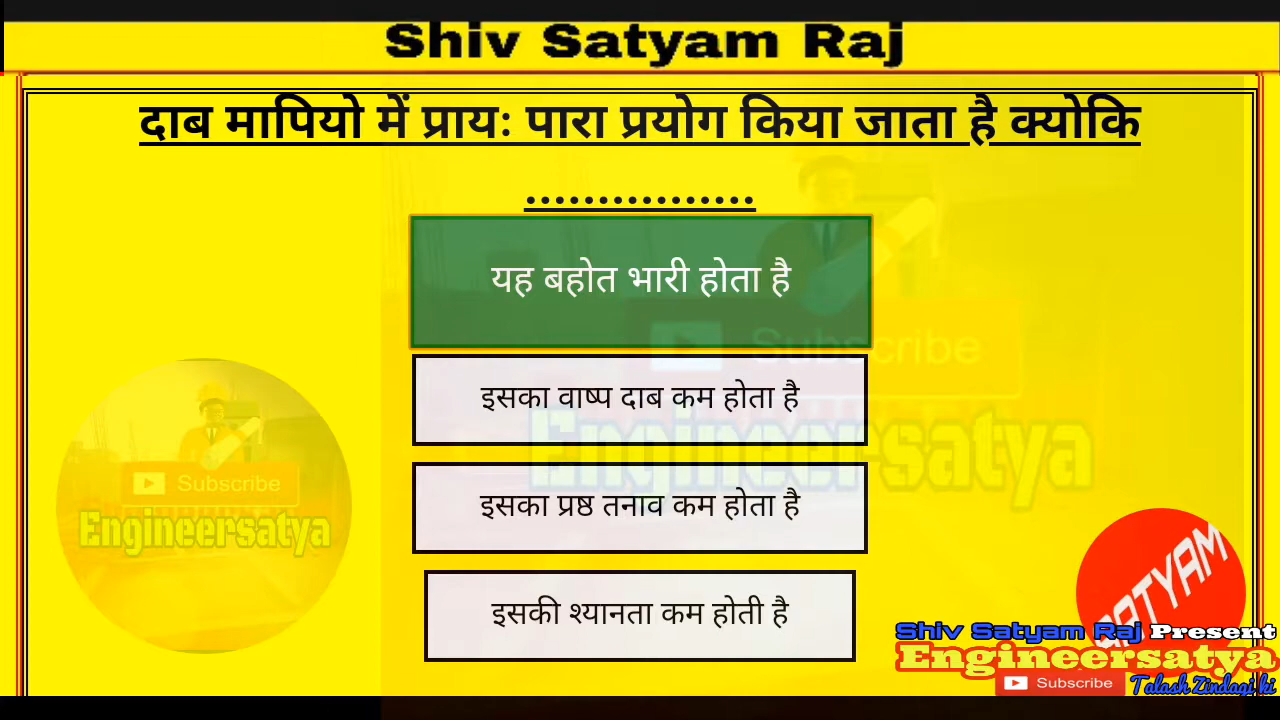 Shiv Satyam Raj
दाब मापियो में प्रायः पारा प्रयोग किया जाता है क्योकि
................
यह बहोत भारी होता है
Subscribe
इसका वाष्प दाब कम होता है
Engineersatya
Subscribe
इसका प्रष्ठ तनाव कम होता है
Engineersatya
SATYAM
इसकी श्यानता कम होती है
Shiv Satyam Raj Present
Engineersatya
Subscribe
Talash Zindagi ki